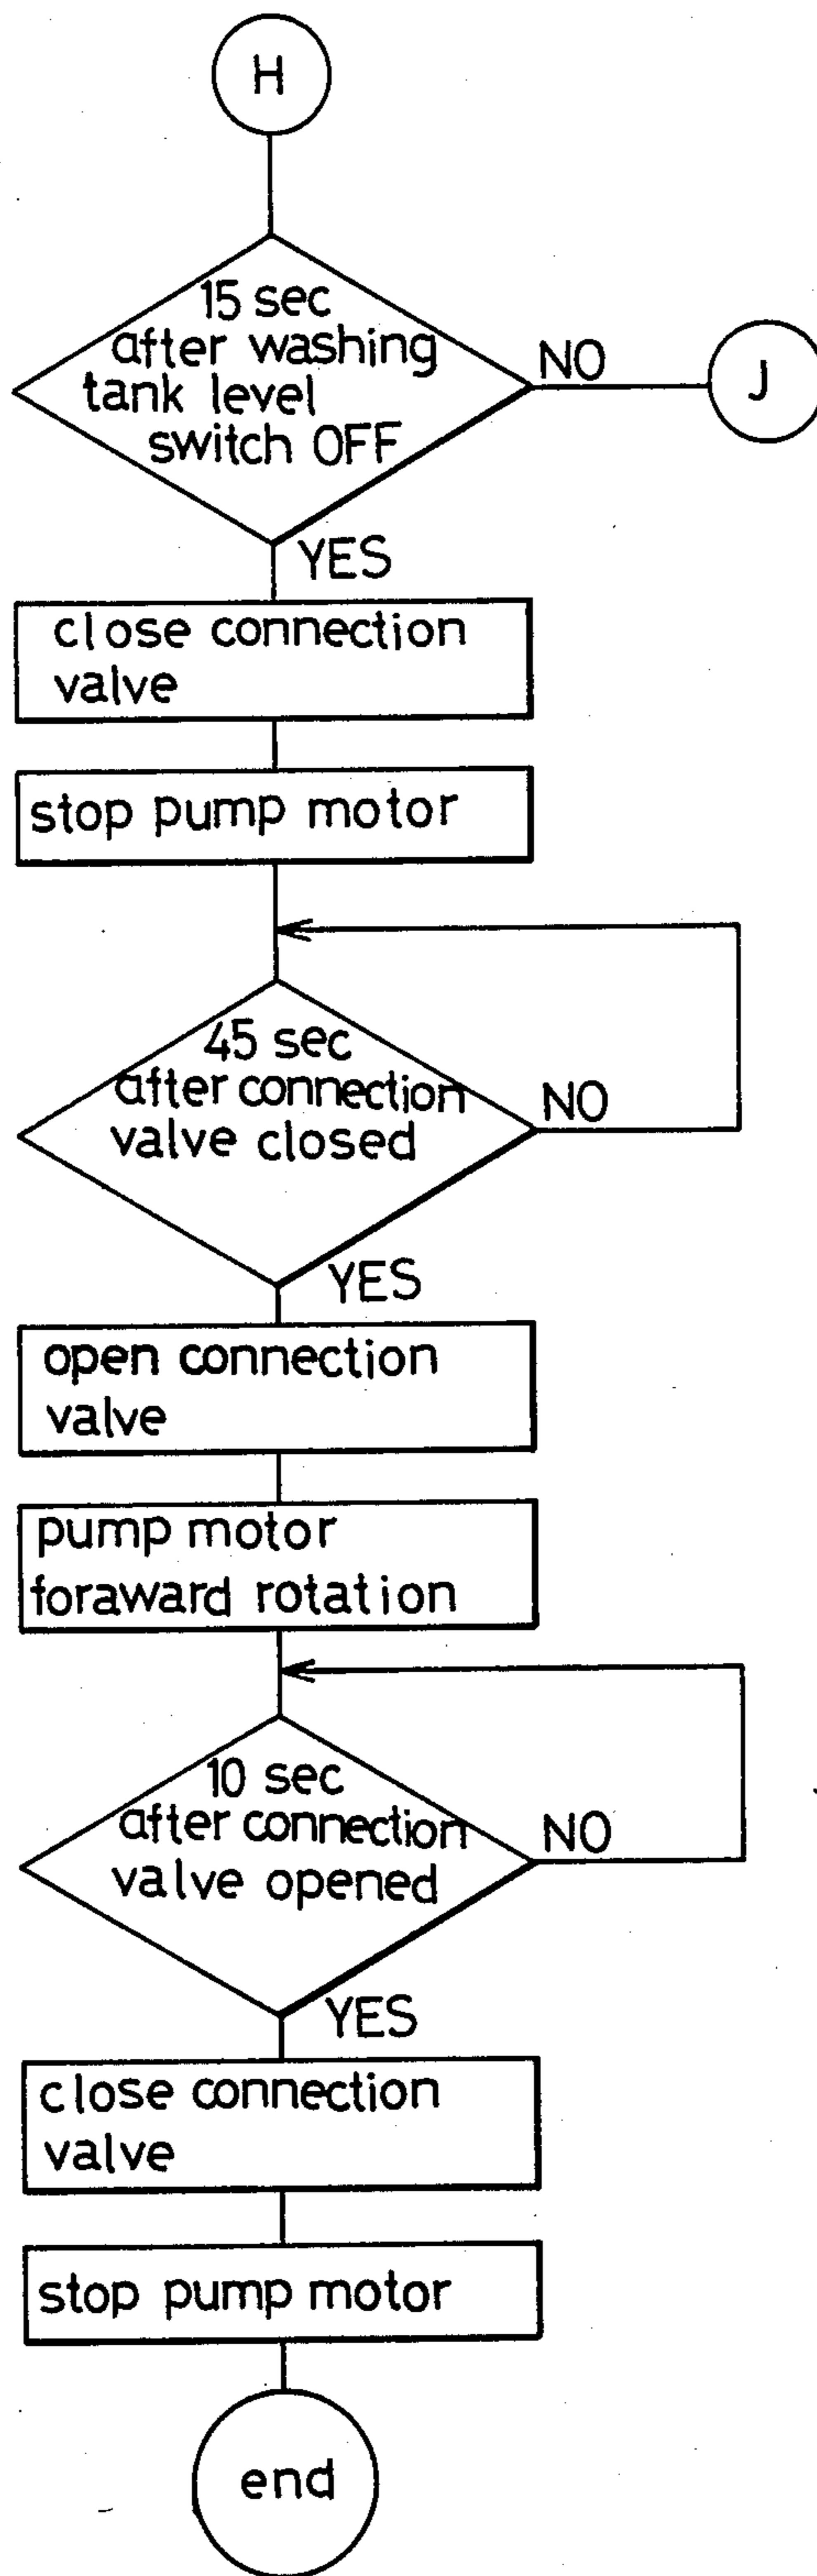 H
15 sec
after washing
tank level
switch OFF
NO
J
YES
close connection
valve
stop pump motor
45 sec
after connection
valve closed
NO
YES
open connection
valve
pump motor
foraward rotation
10 sec
after connection
valve opened
NO
YES
close connection
valve
stop pump motor
end